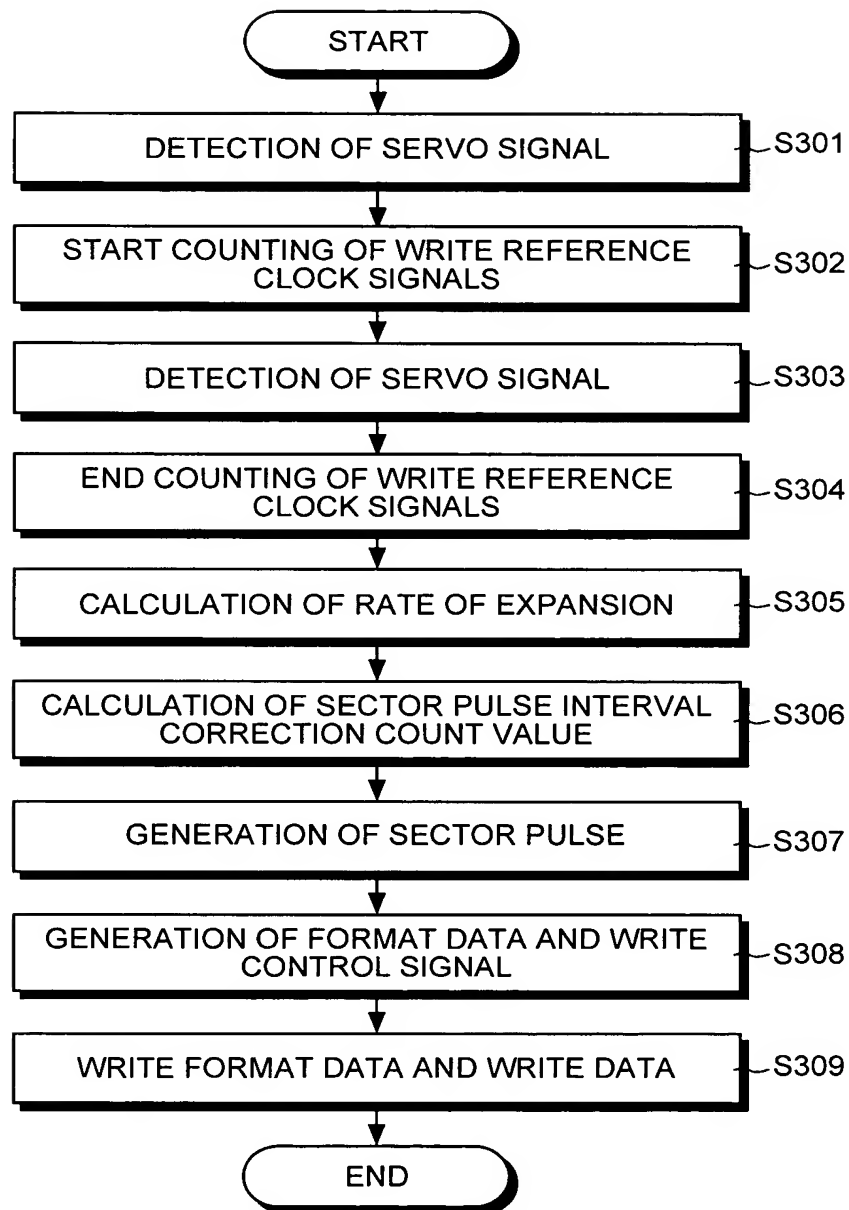 START
DETECTION OF SERVO SIGNAL
S301
START COUNTING OF WRITE REFERENCE
CLOCK SIGNALS
S302
DETECTION OF SERVO SIGNAL
S303
END COUNTING OF WRITE REFERENCE
CLOCK SIGNALS
S304
CALCULATION OF RATE OF EXPANSION
S305
CALCULATION OF SECTOR PULSE INTERVAL
CORRECTION COUNT VALUE
S306
GENERATION OF SECTOR PULSE
S307
GENERATION OF FORMAT DATA AND WRITE
CONTROL SIGNAL
S308
WRITE FORMAT DATA AND WRITE DATA
S309
END